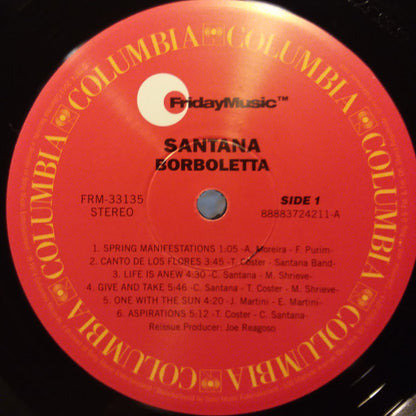 COLUMBIA COLUMBIA
COLUMBIA
COLUMBIA
COLUMBIA
COLUMBIA
FridayMusic™
SANTANA
BORBOLETTA
FRM-33135
STEREO
SIDE 1
88883724211-A
1. SPRING MANIFESTATIONS 1:05 -A. Moreira - F. Purim-
2. CANTO DE LOS FLORES 3:45 -T. Coster - Santana Band-
3. LIFE IS ANEW 4:30 -C. Santana - M. Shrieve-
4. GIVE AND TAKE 5:46 -C. Santana - T. Coster - M. Shrieve-
5. ONE WITH THE SUN 4:20 -J. Martini - E. Martini-
6. ASPIRATIONS 5:12 -T. Coster - C. Santana-
Reissue Producer: Joe Reagoso